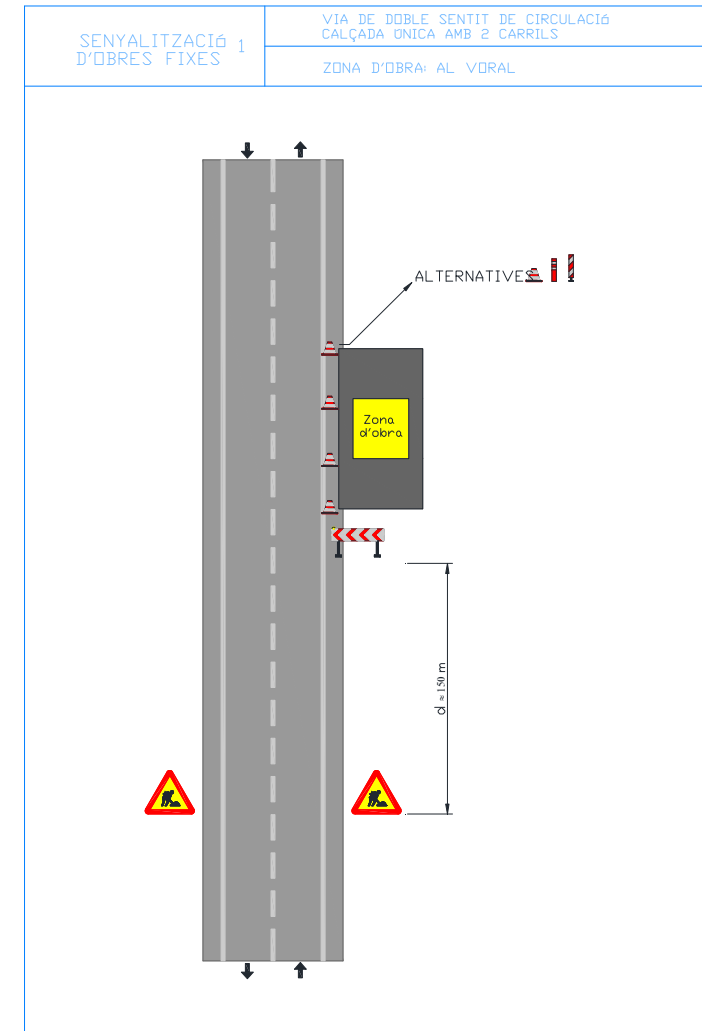 SENYALITZACIó 1
D'OBRES FIXES
VIA DE DOBLE SENTIT DE CIRCULACIó
CALÇADA ÚNICA AMB 2 CARRILS
ZONA D'OBRA: AL VORAL
ALTERNATIVES
Zona
d'obra
d ≈ 150 m